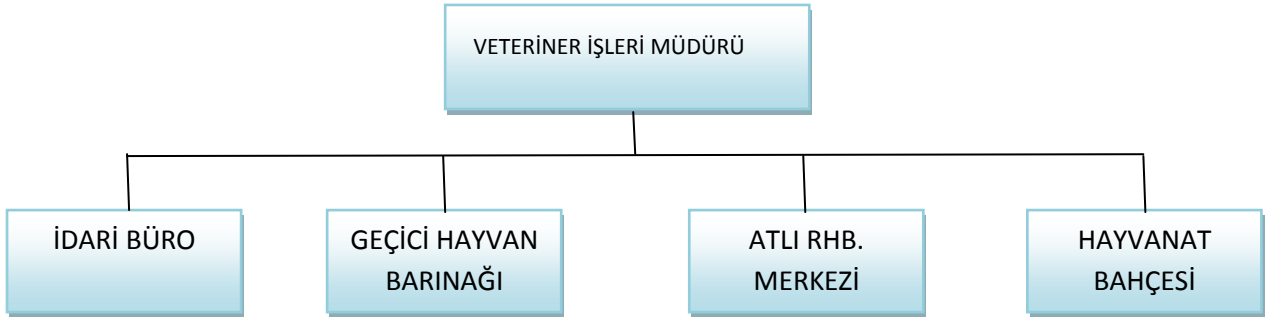 VETERİNER İŞLERİ MÜDÜRÜ
İDARİ BÜRO
GEÇİCİ HAYVAN
BARINAĞI
ATLI RHB.
MERKEZİ
HAYVANAT
BAHÇESİ